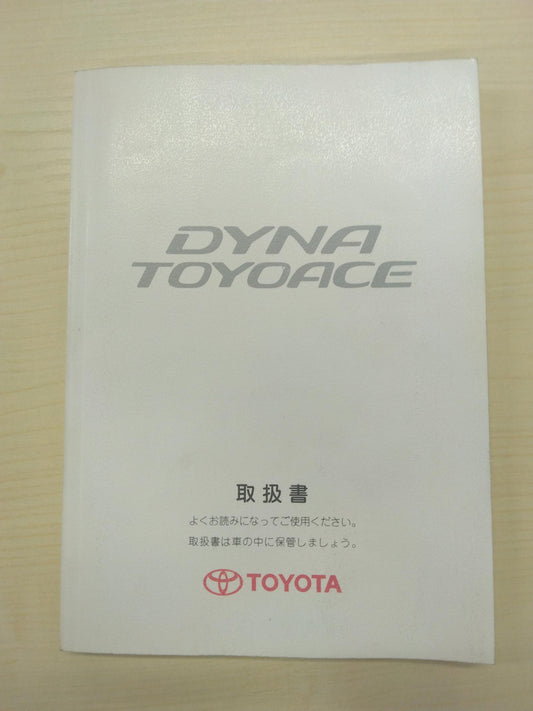 DYNA
TOYOACE
取扱書
よくお読みになってご使用ください。
取扱書は車の中に保管しましょう。
TOYOTA